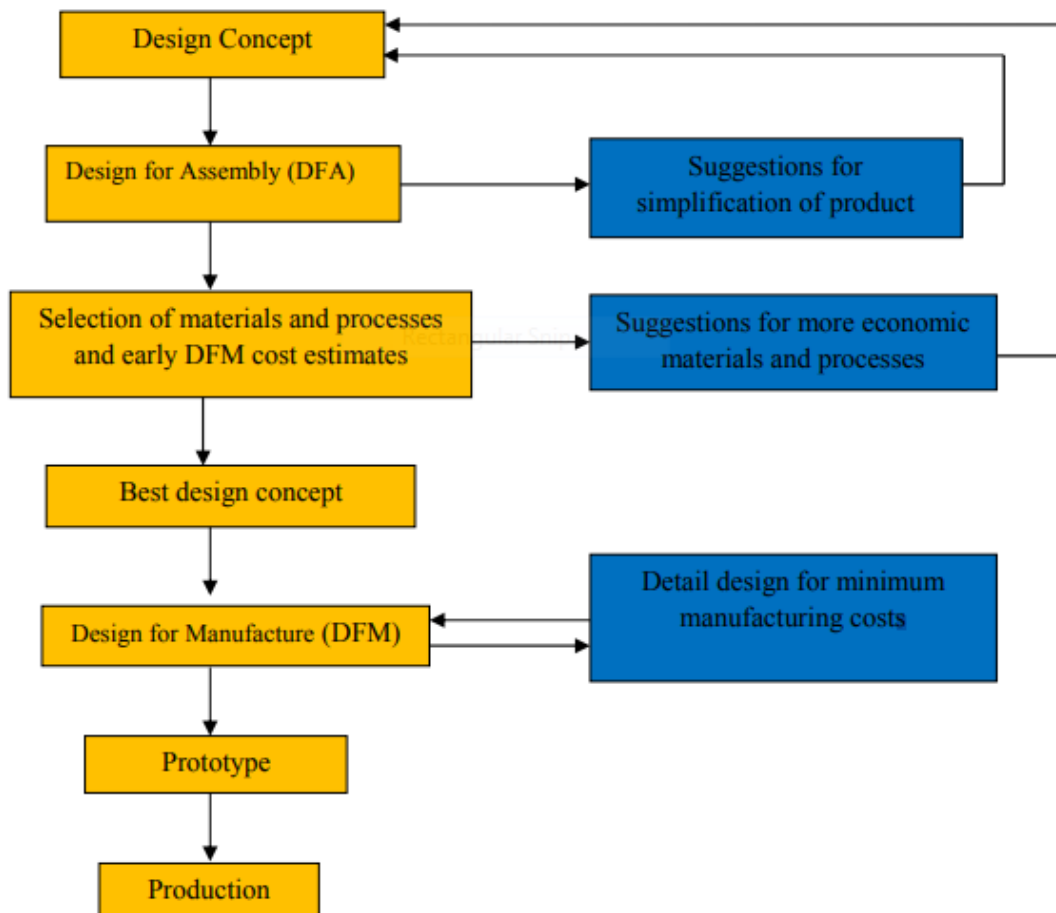 Design Concept
Design for Assembly (DFA)
Suggestions for
simplification of product
Selection of materials and processes
and early DFM cost estimates
Rectangular Snip
Suggestions for more economic
materials and processes
Best design concept
Detail design for minimum
manufacturing costs
Design for Manufacture (DFM)
Prototype
Production